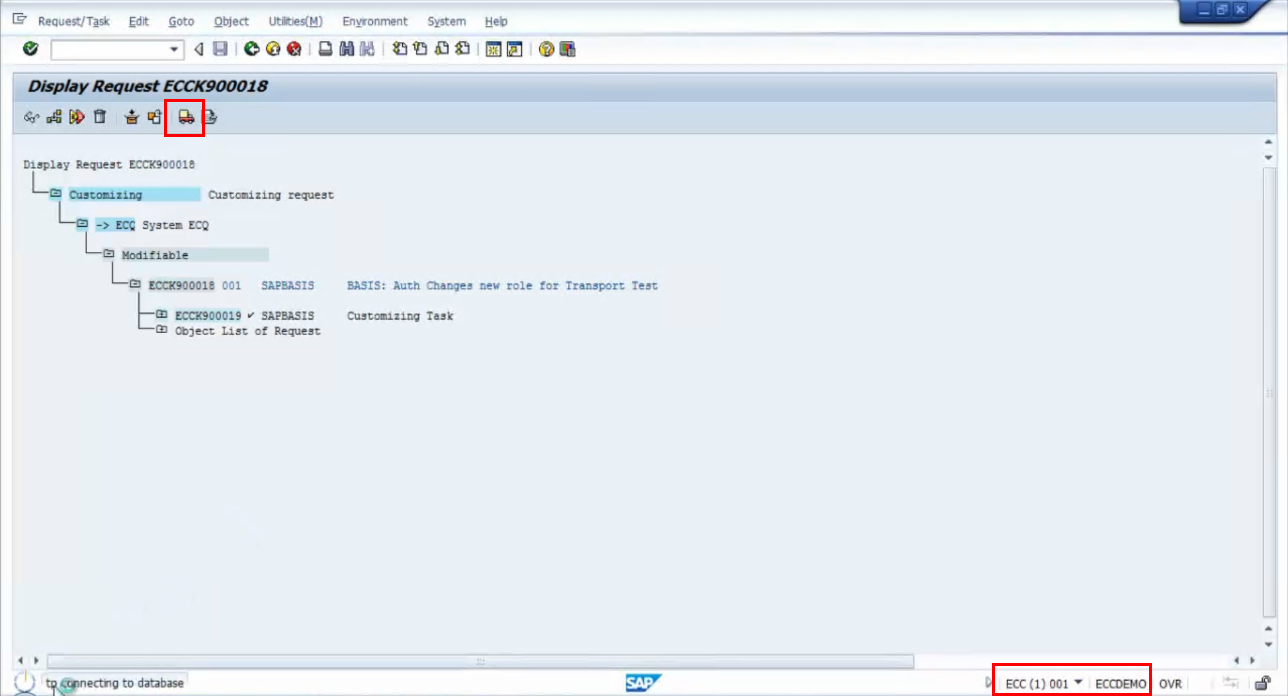 Request/Task Edit Goto Object Utilities(M) Environment System Help
Display Request ECCK900018
Display Request ECCK900018
Customizing Customizing request
-> ECQ System ECQ
Modifiable
ECCK900018 001 SAPBASIS BASIS: Auth Changes new role for Transport Test
ECCK900019 ✔ SAPBASIS Customizing Task
Object List of Request
tp connecting to database SAP ECC (1) 001 ECCDEMO OVR